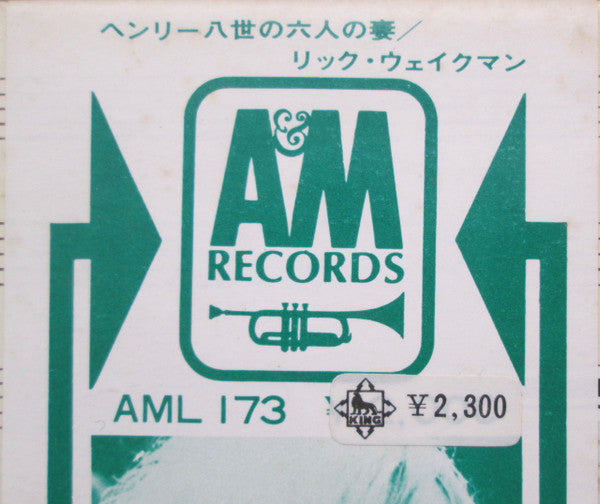 ヘンリー八世の六人の妻/
リック・ウェイクマン
A&M
RECORDS
AML 173 ¥
KING ¥2,300